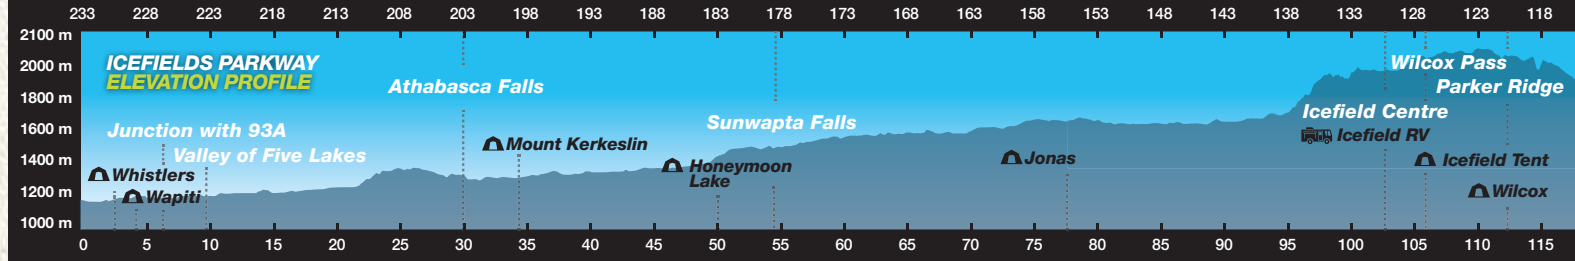 233 228 223 218 213 208 203 198 193 188 183 178 173 168 163 158 153 148 143 138 133 128 123 118
2100 m
2000 m
1800 m
1600 m
1400 m
1200 m
1000 m
ICEFIELDS PARKWAY
ELEVATION PROFILE
Junction with 93A
Valley of Five Lakes
Whistlers
Wapiti
Athabasca Falls
Mount Kerkeslin
Sunwapta Falls
Honeymoon
Lake
Jonas
Wilcox Pass
Parker Ridge
Icefield Centre
Icefield RV
Icefield Tent
Wilcox
0 5 10 15 20 25 30 35 40 45 50 55 60 65 70 75 80 85 90 95 100 105 110 115